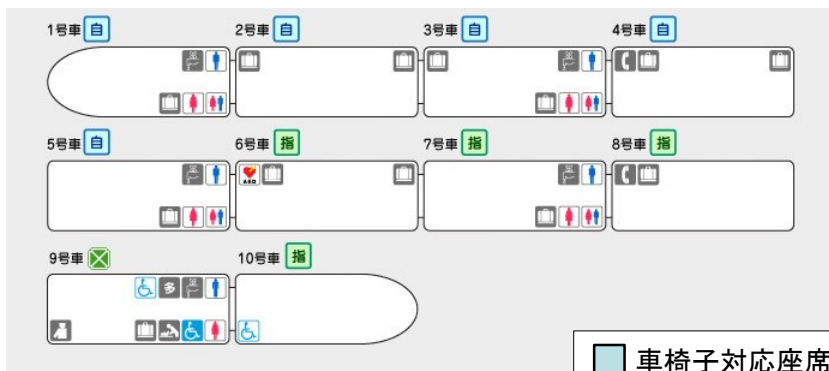 1号車 自 2号車 自 3号車 自 4号車 自
5号車 自 6号車 指 7号車 指 8号車 指
AED
9号車 10号車 指
多
車椅子対応座席